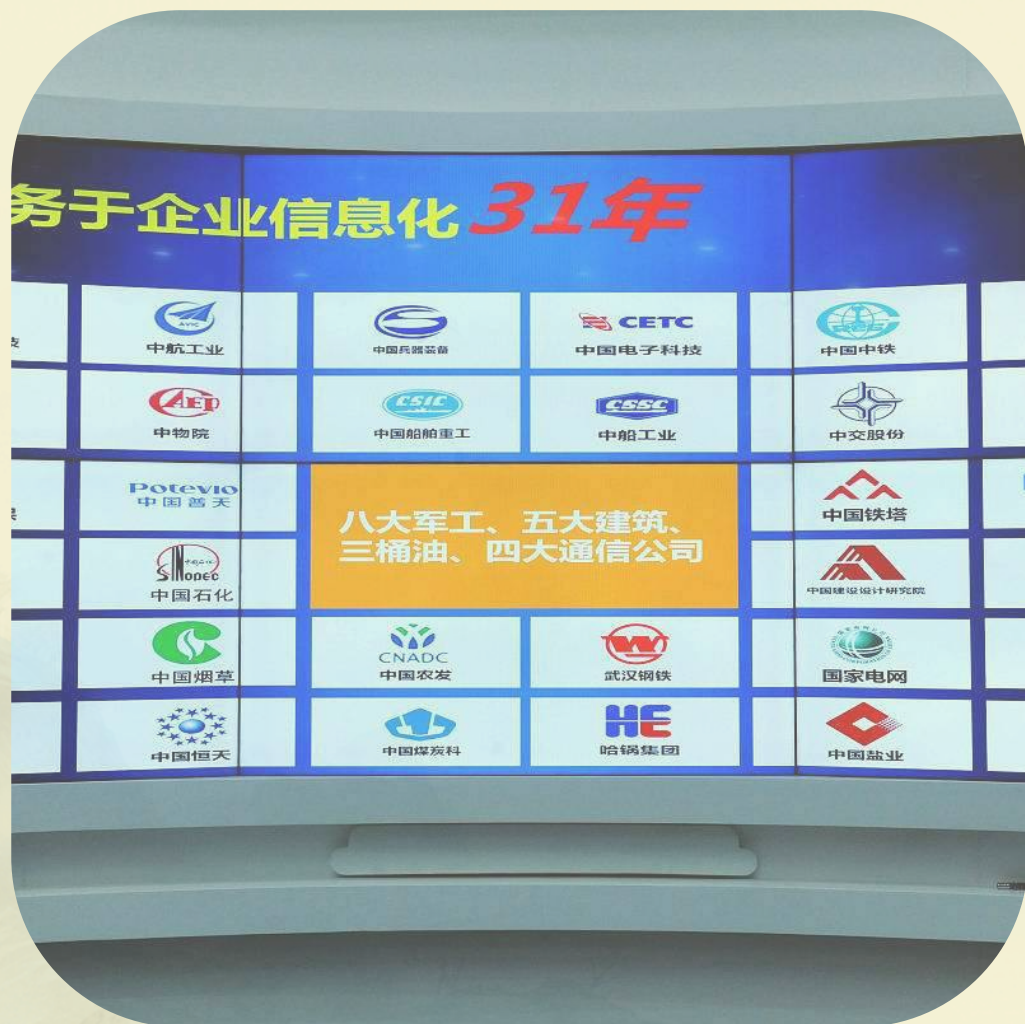 务于企业信息化31年
AVIC
中航工业
中国兵器装备
CETC
中国电子科技
中国中铁
CAEP
中物院
CSIC
中国船舶重工
CSSC
中船工业
中交股份
Potevio
中国普天
八大军工、五大建筑、
三桶油、四大通信公司
中国铁塔
SINOPEC
中国石化
中国建设设计研究院
中国烟草
CNADC
中国农发
武汉钢铁
国家电网
中国恒天
中国煤炭科
HE
哈锅集团
中国盐业